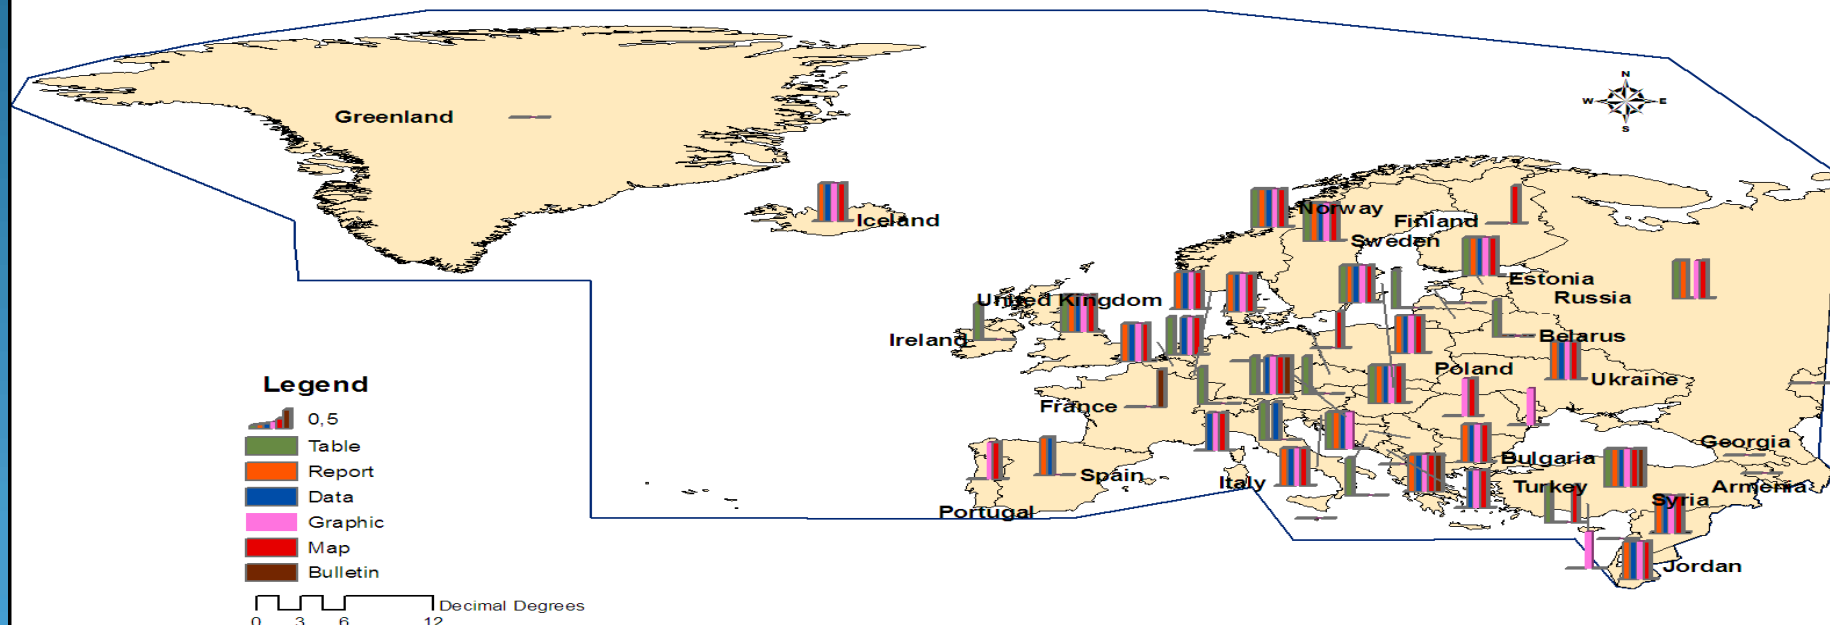 N
W E
S
Greenland
Iceland
Norway
Finland
Sweden
Estonia
Russia
United Kingdom
Ireland
Belarus
Poland
Ukraine
France
Georgia
Bulgaria
Spain
Italy
Turkey
Armenia
Syria
Portugal
Jordan
Legend
0,5
Table
Report
Data
Graphic
Map
Bulletin
Decimal Degrees
0 3 6 12